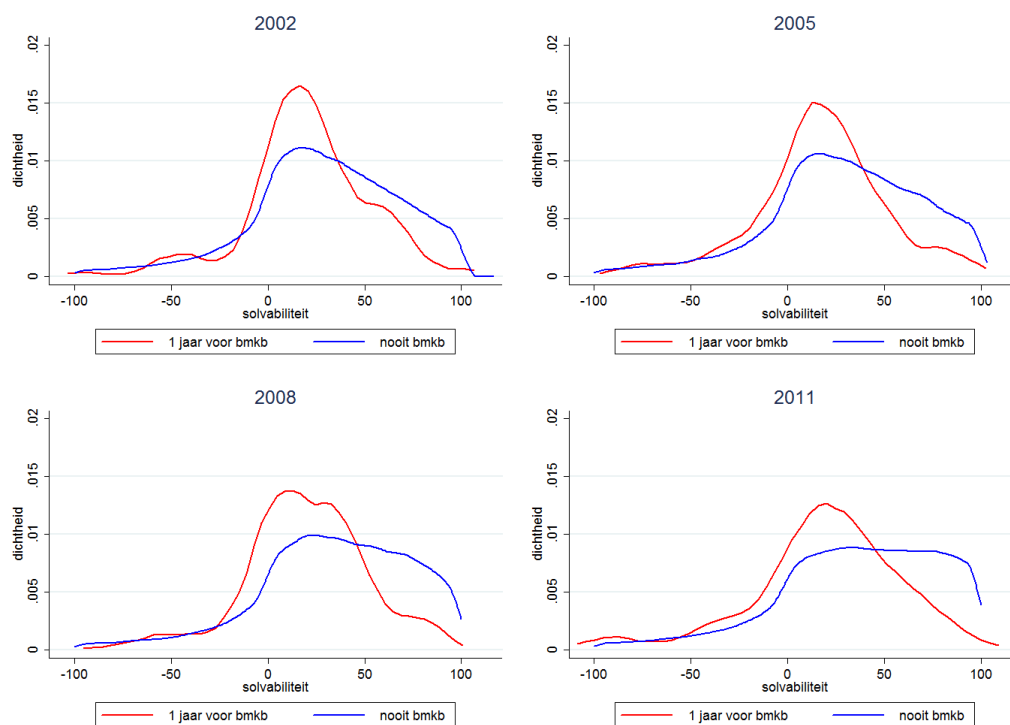 2002
.02
.015
.01
.005
0
dichtheid
-100 -50 0 50 100
solvabiliteit
1 jaar voor bmkb nooit bmkb
2005
.02
.015
.01
.005
0
dichtheid
-100 -50 0 50 100
solvabiliteit
1 jaar voor bmkb nooit bmkb
2008
.02
.015
.01
.005
0
dichtheid
-100 -50 0 50 100
solvabiliteit
1 jaar voor bmkb nooit bmkb
2011
.02
.015
.01
.005
0
dichtheid
-100 -50 0 50 100
solvabiliteit
1 jaar voor bmkb nooit bmkb